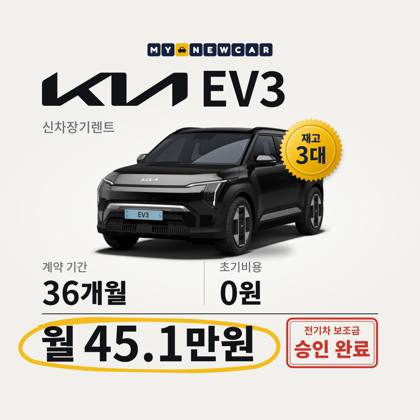 MY NEWCAR
KIA EV3
신차장기렌트
재고
3대
EV3
계약 기간
36개월
초기비용
0원
월 45.1만원
전기차 보조금
승인 완료